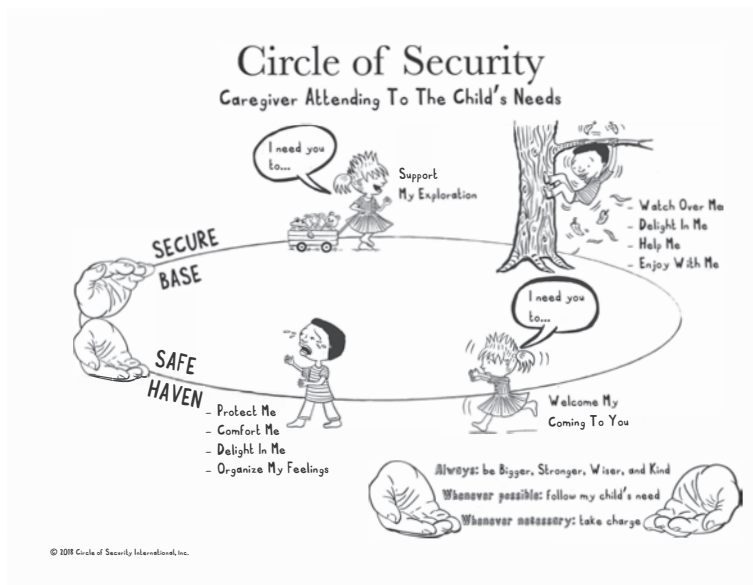 Circle of Security
Caregiver Attending To The Child's Needs
I need you
to...
Support
My Exploration
- Watch Over Me
- Delight In Me
- Help Me
- Enjoy With Me
SECURE
BASE
I need you
to...
SAFE
HAVEN
- Protect Me
- Comfort Me
- Delight In Me
- Organize My Feelings
Welcome My
Coming To You
Always: be Bigger, Stronger, Wiser, and Kind
Whenever possible: follow my child's need
Whenever necessary: take charge
© 2018 Circle of Security International, Inc.